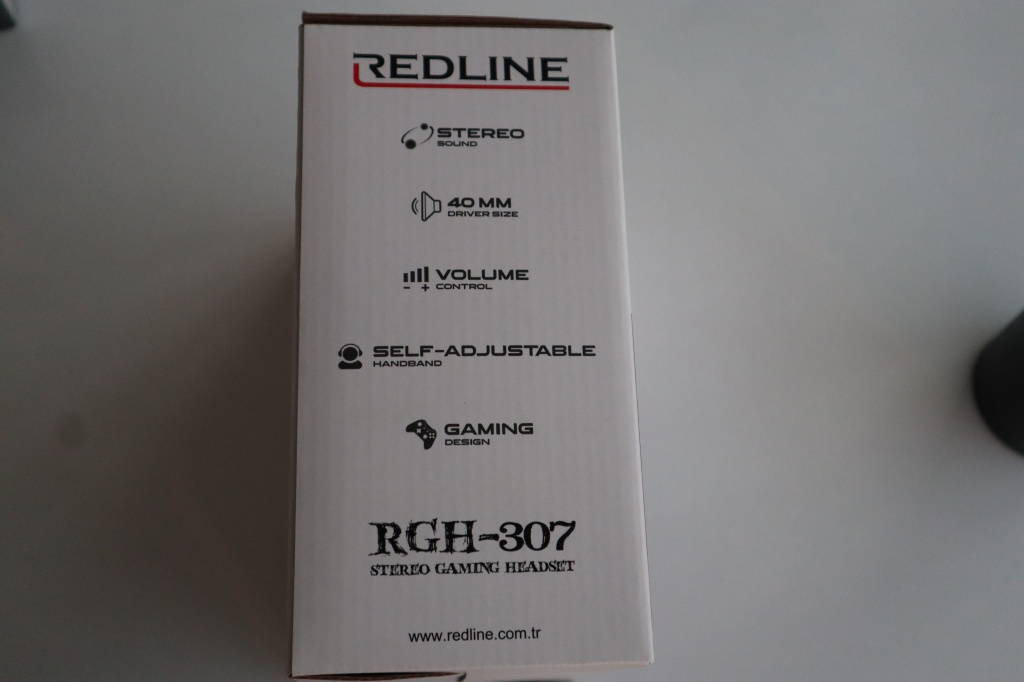 REDLINE
STEREO
SOUND
40 MM
DRIVER SIZE
VOLUME
- +
CONTROL
SELF-ADJUSTABLE
HANDBAND
GAMING
DESIGN
RGH-307
STEREO GAMING HEADSET
www.redline.com.tr